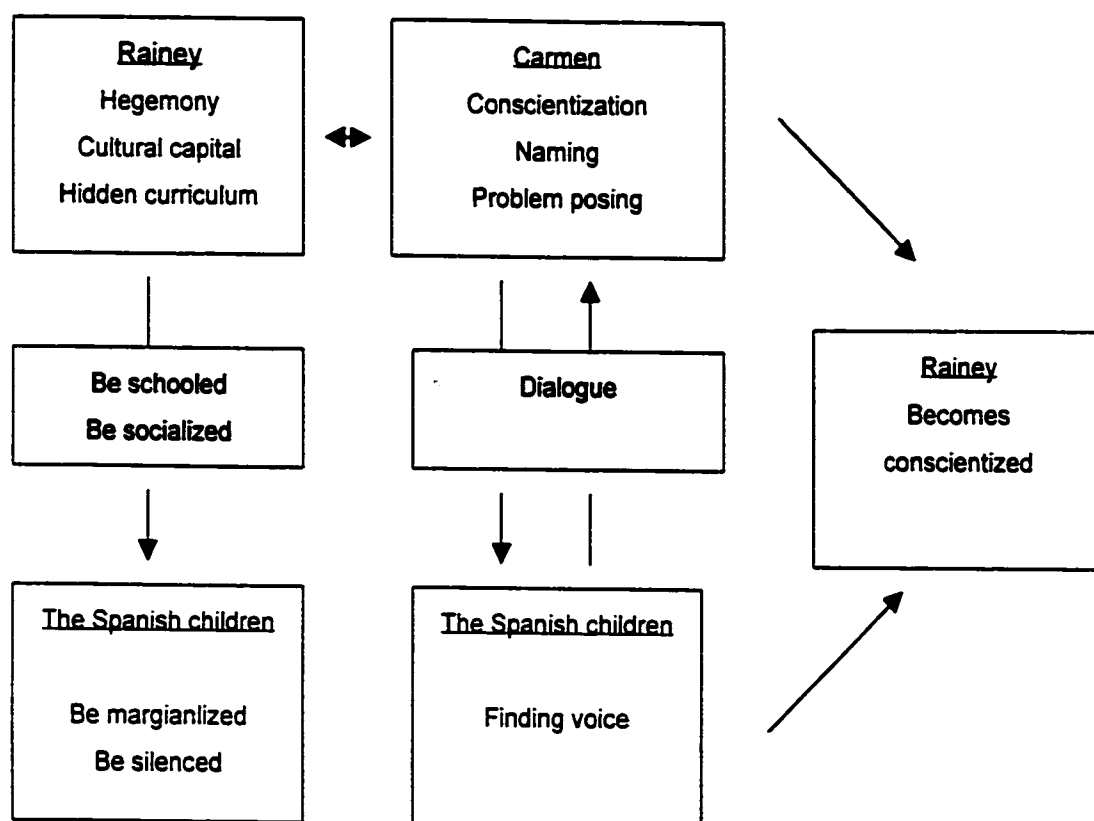 Rainey
Hegemony
Cultural capital
Hidden curriculum
Carmen
Conscientization
Naming
Problem posing
Be schooled
Be socialized
Dialogue
Rainey
Becomes
conscientized
The Spanish children
Be margianlized
Be silenced
The Spanish children
Finding voice